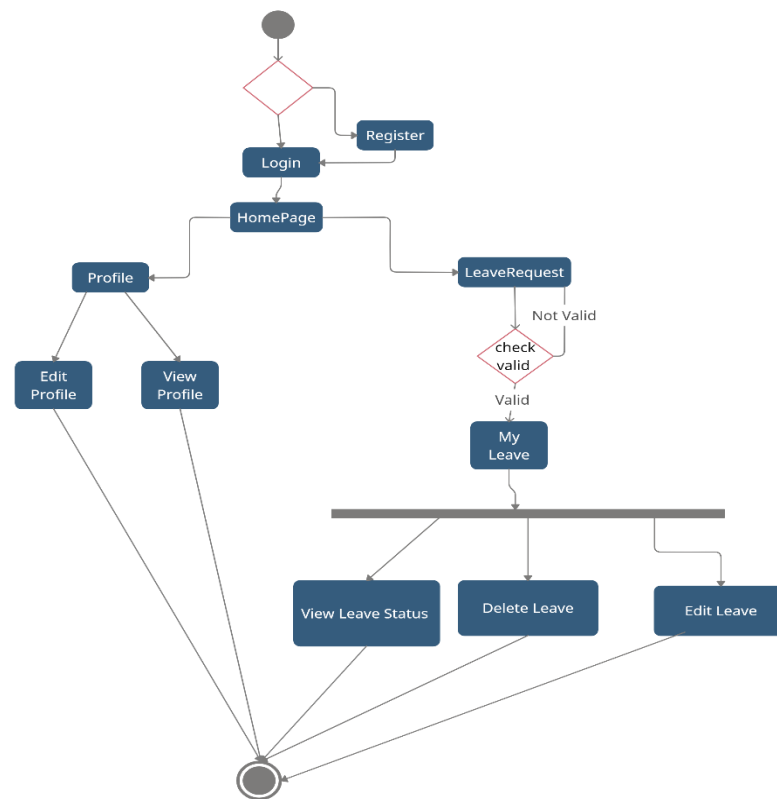 Register
Login
HomePage
Profile
LeaveRequest
Not Valid
check
valid
Edit
Profile
View
Profile
Valid
My
Leave
View Leave Status
Delete Leave
Edit Leave